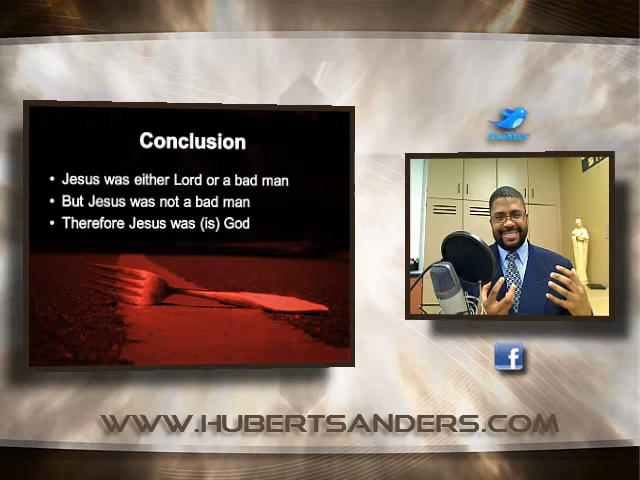 Conclusion
• Jesus was either Lord or a bad man
• But Jesus was not a bad man
• Therefore Jesus was (is) God
twitter
f
WWW.HUBERTSANDERS.COM